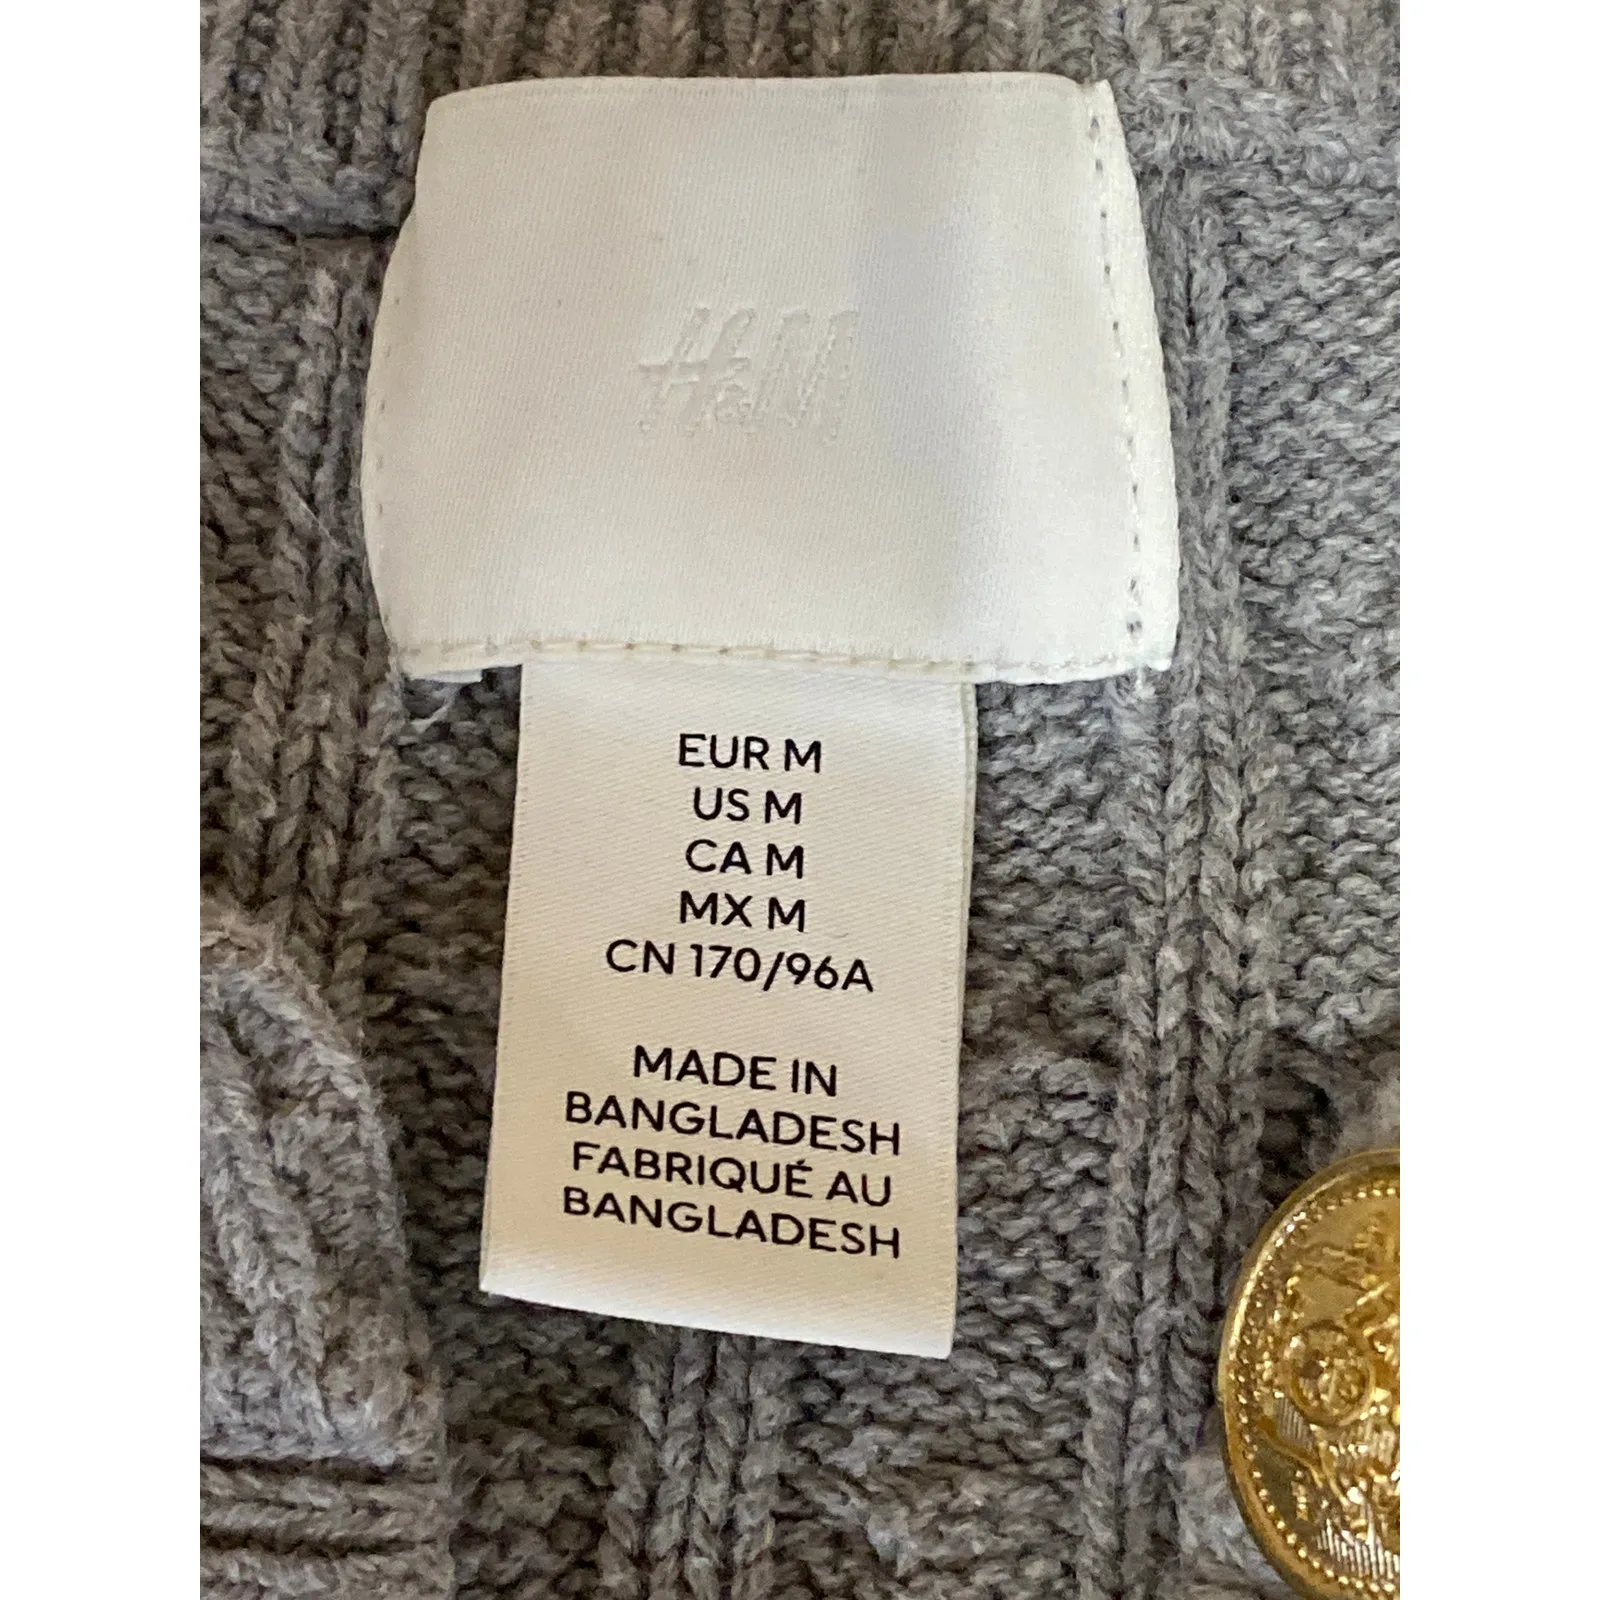 H&M
EUR M
US M
CA M
MX M
CN 170/96A
MADE IN
BANGLADESH
FABRIQUÉ AU
BANGLADESH